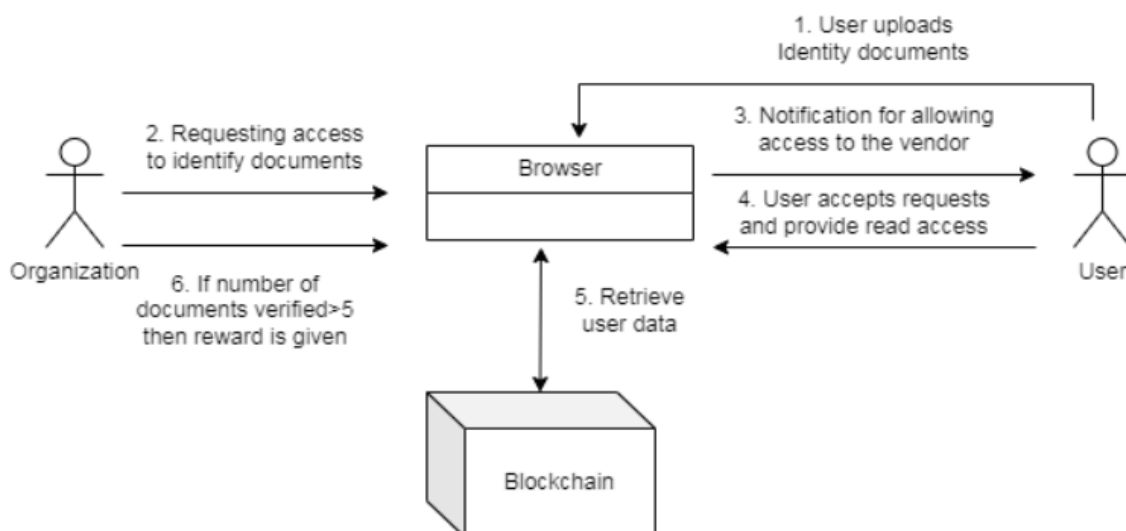 1. User uploads
Identity documents
2. Requesting access
to identify documents
3. Notification for allowing
access to the vendor
Browser
4. User accepts requests
and provide read access
Organization
User
6. If number of
documents verified>5
then reward is given
5. Retrieve
user data
Blockchain